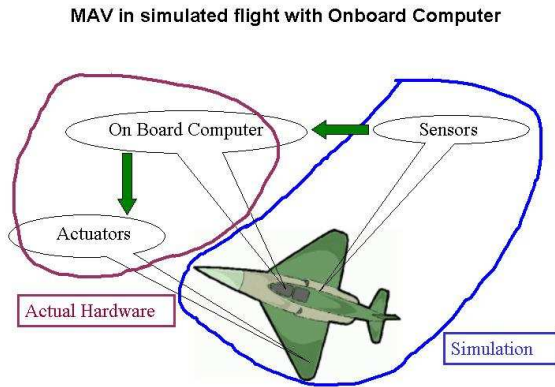 MAV in simulated flight with Onboard Computer
On Board Computer
Sensors
Actuators
Actual Hardware
Simulation